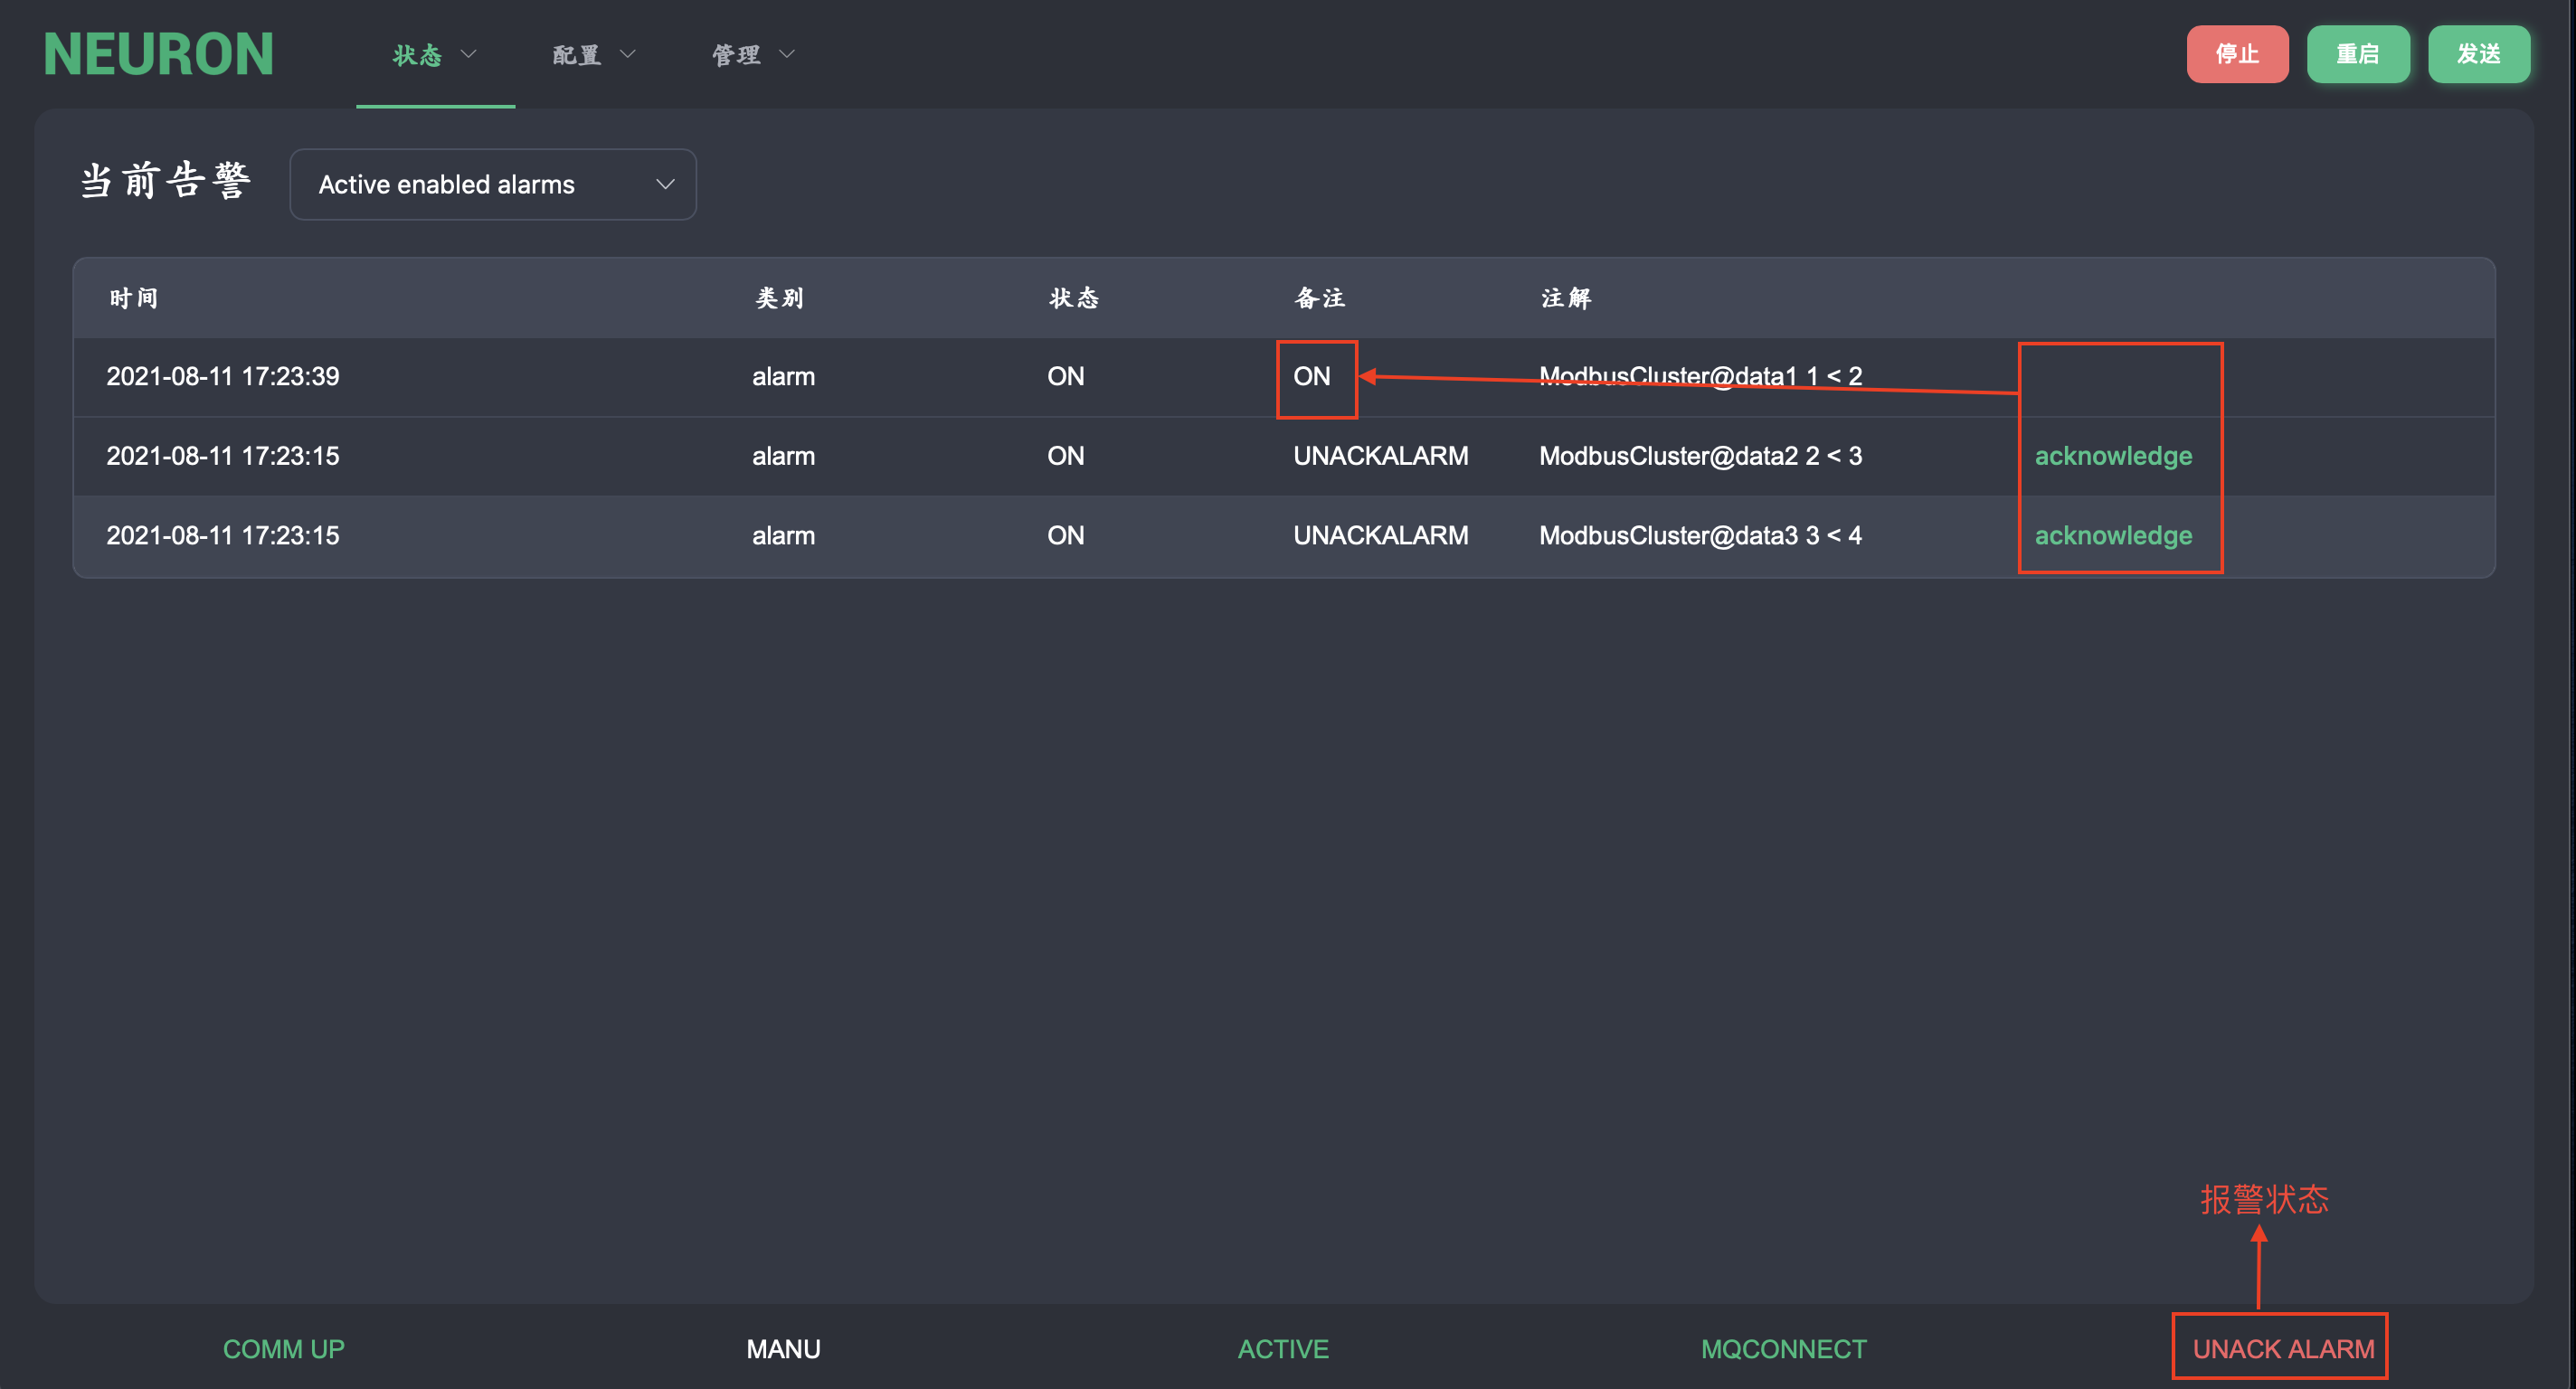 NEURON 状态 配置 管理 停止 重启 发送
当前告警 Active enabled alarms
时间 类别 状态 备注 注解
2021-08-11 17:23:39 alarm ON ON ModbusCluster@data1 1 < 2
2021-08-11 17:23:15 alarm ON UNACKALARM ModbusCluster@data2 2 < 3 acknowledge
2021-08-11 17:23:15 alarm ON UNACKALARM ModbusCluster@data3 3 < 4 acknowledge
报警状态
COMM UP MANU ACTIVE MQCONNECT UNACK ALARM